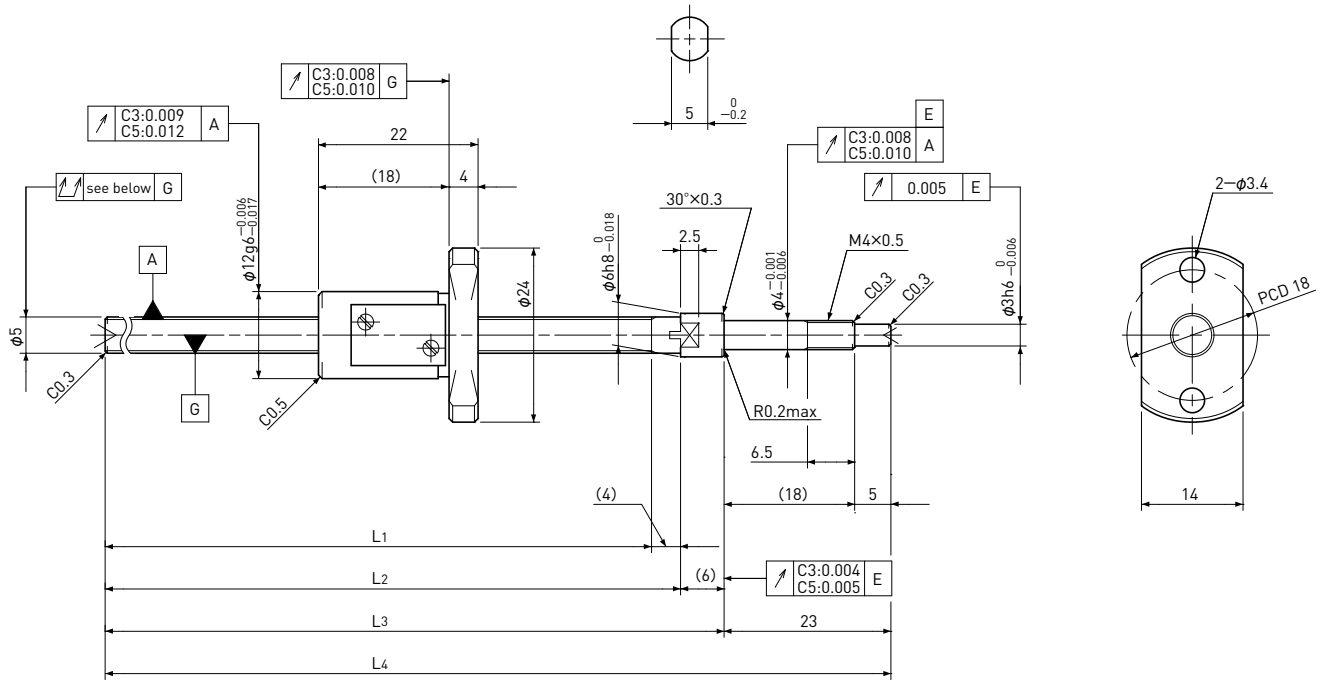 5
0
−0.2
C3:0.008
C5:0.010
G
C3:0.009
C5:0.012
A
22
E
C3:0.008
C5:0.010
A
see below
G
(18)
4
0.005
E
2−φ3.4
30°×0.3
2.5
M4×0.5
A
φ5
φ12g6
−0.006
−0.017
φ24
φ6h8
0
−0.018
φ4
−0.001
−0.006
C0.3
C0.3
φ3h6
0
−0.006
PCD 18
G
C0.3
C0.5
R0.2max
6.5
(4)
(18)
5
14
L1
L2
(6)
C3:0.004
C5:0.005
E
L3
23
L4